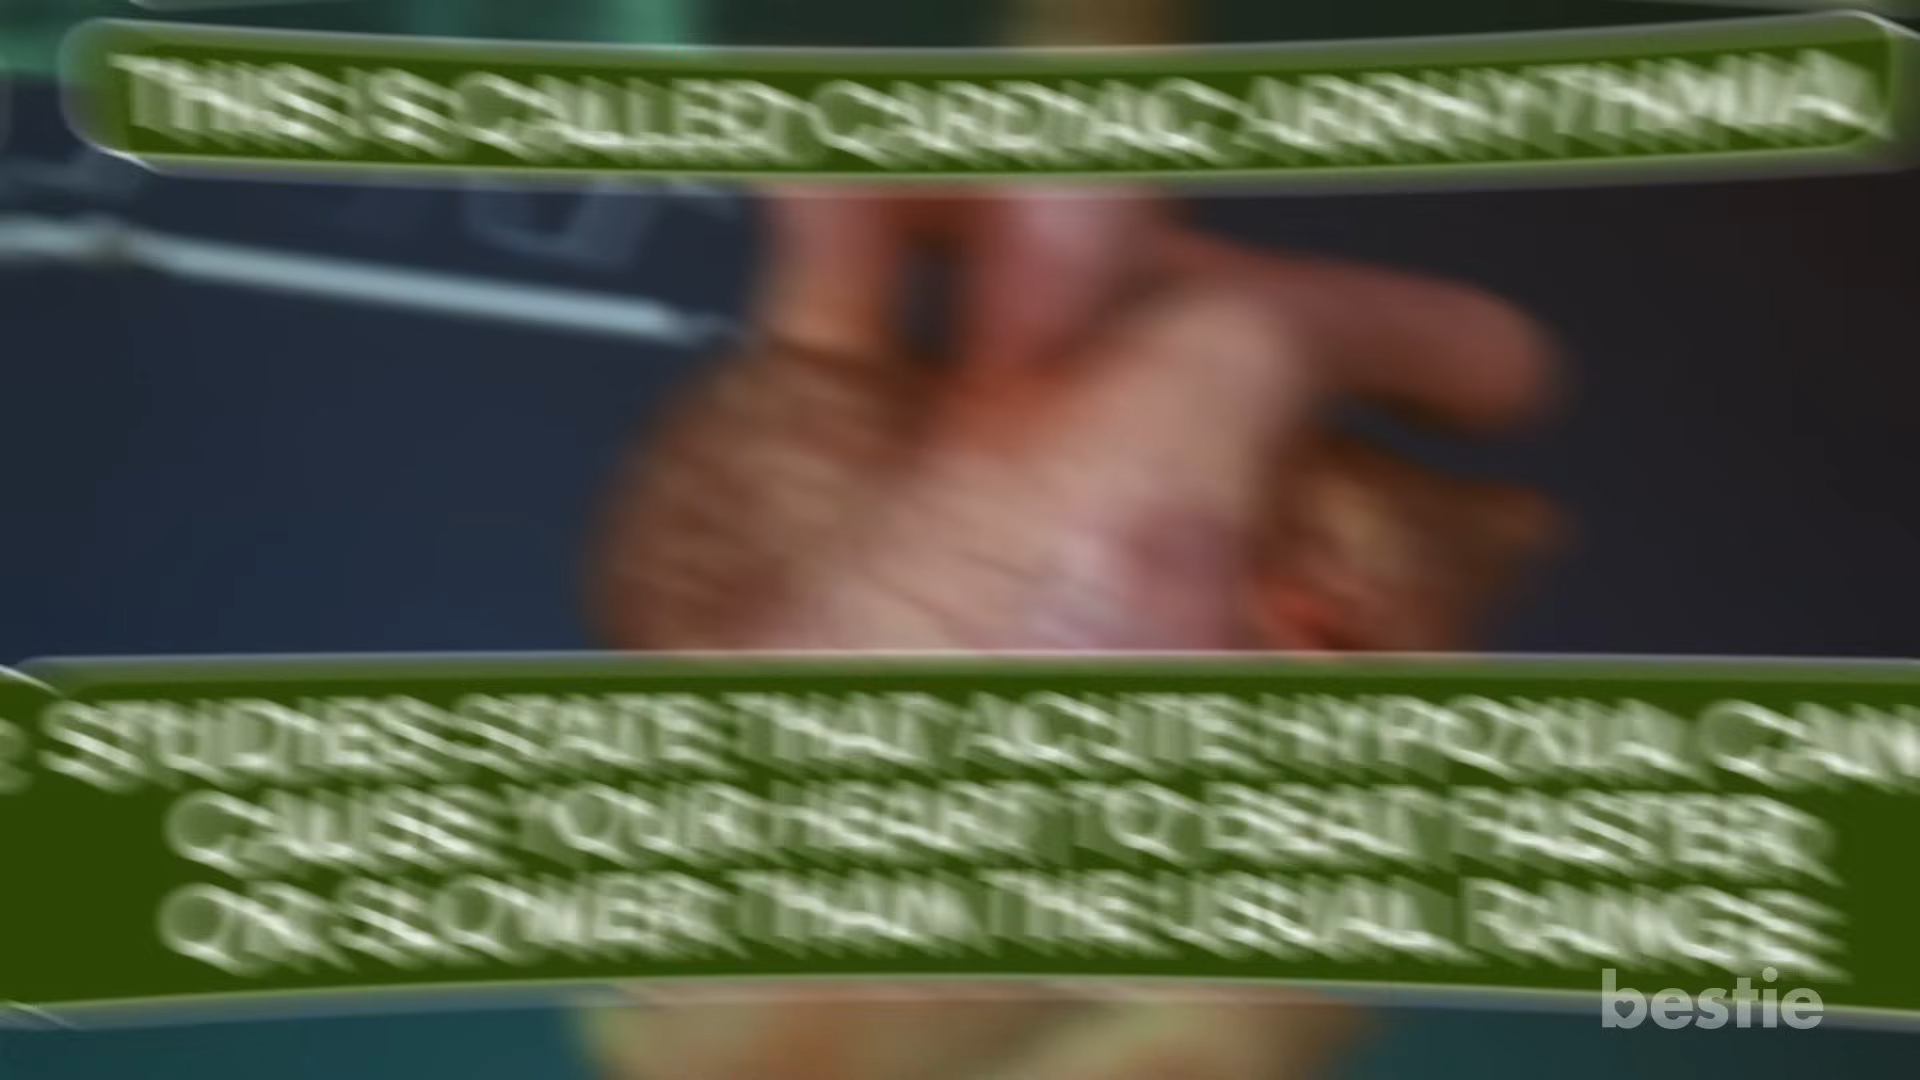 THIS IS CALLED CARDIAC ARRHYTHMIA
STUDIES STATE THAT ACUTE HYPOXIA CAN
CAUSE YOUR HEART TO BEAT FASTER
OR SLOWER THAN THE USUAL RANGE
bestie